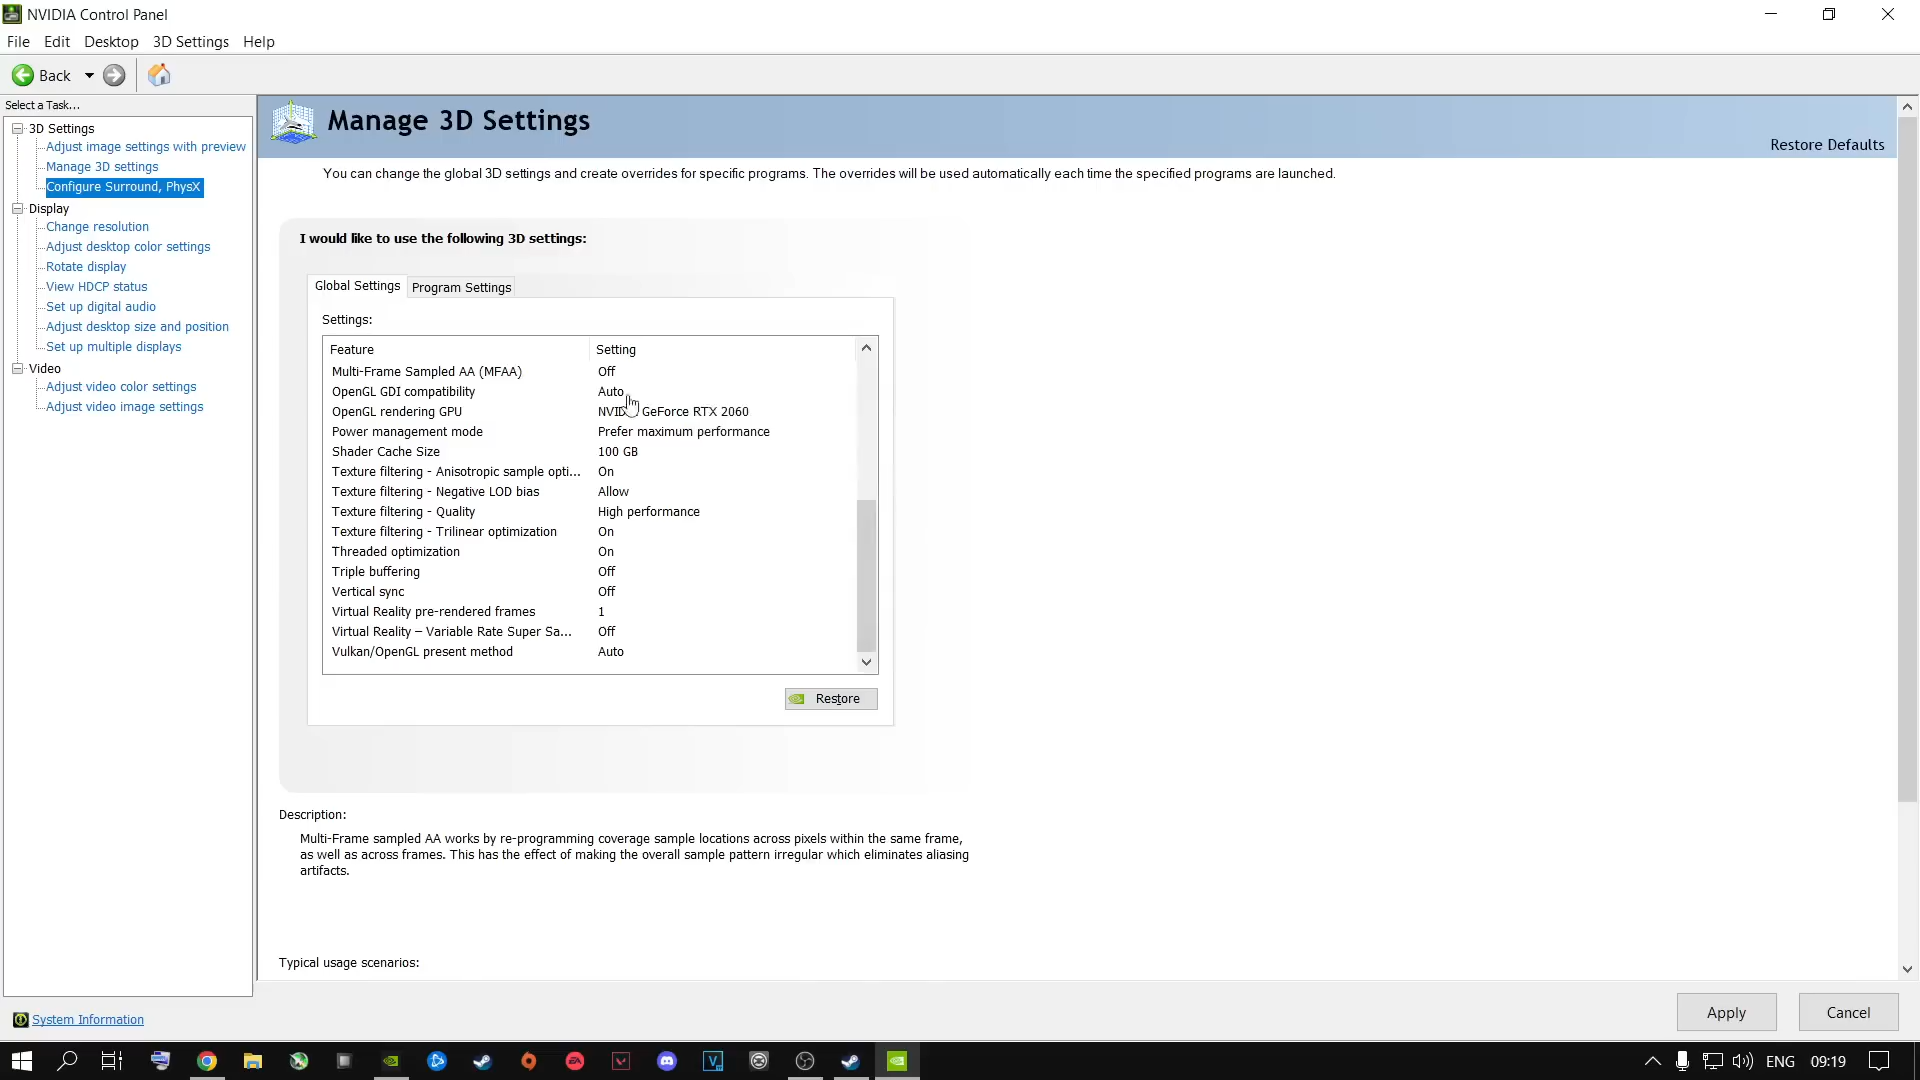 NVIDIA Control Panel
File Edit Desktop 3D Settings Help
Back
Select a Task...
3D Settings
Adjust image settings with preview
Manage 3D settings
Configure Surround, PhysX
Display
Change resolution
Adjust desktop color settings
Rotate display
View HDCP status
Set up digital audio
Adjust desktop size and position
Set up multiple displays
Video
Adjust video color settings
Adjust video image settings
System Information
Manage 3D Settings
Restore Defaults
You can change the global 3D settings and create overrides for specific programs. The overrides will be used automatically each time the specified programs are launched.
I would like to use the following 3D settings:
Global Settings Program Settings
Settings:
Feature Setting
Multi-Frame Sampled AA (MFAA) Off
OpenGL GDI compatibility Auto
OpenGL rendering GPU GeForce RTX 2060
Power management mode Prefer maximum performance
Shader Cache Size 100 GB
Texture filtering - Anisotropic sample opti... On
Texture filtering - Negative LOD bias Allow
Texture filtering - Quality High performance
Texture filtering - Trilinear optimization On
Threaded optimization On
Triple buffering Off
Vertical sync Off
Virtual Reality pre-rendered frames 1
Virtual Reality – Variable Rate Super Sa... Off
Vulkan/OpenGL present method Auto
Restore
Description:
Multi-Frame sampled AA works by re-programming coverage sample locations across pixels within the same frame,
as well as across frames. This has the effect of making the overall sample pattern irregular which eliminates aliasing
artifacts.
Typical usage scenarios:
Apply Cancel
ENG 09:19